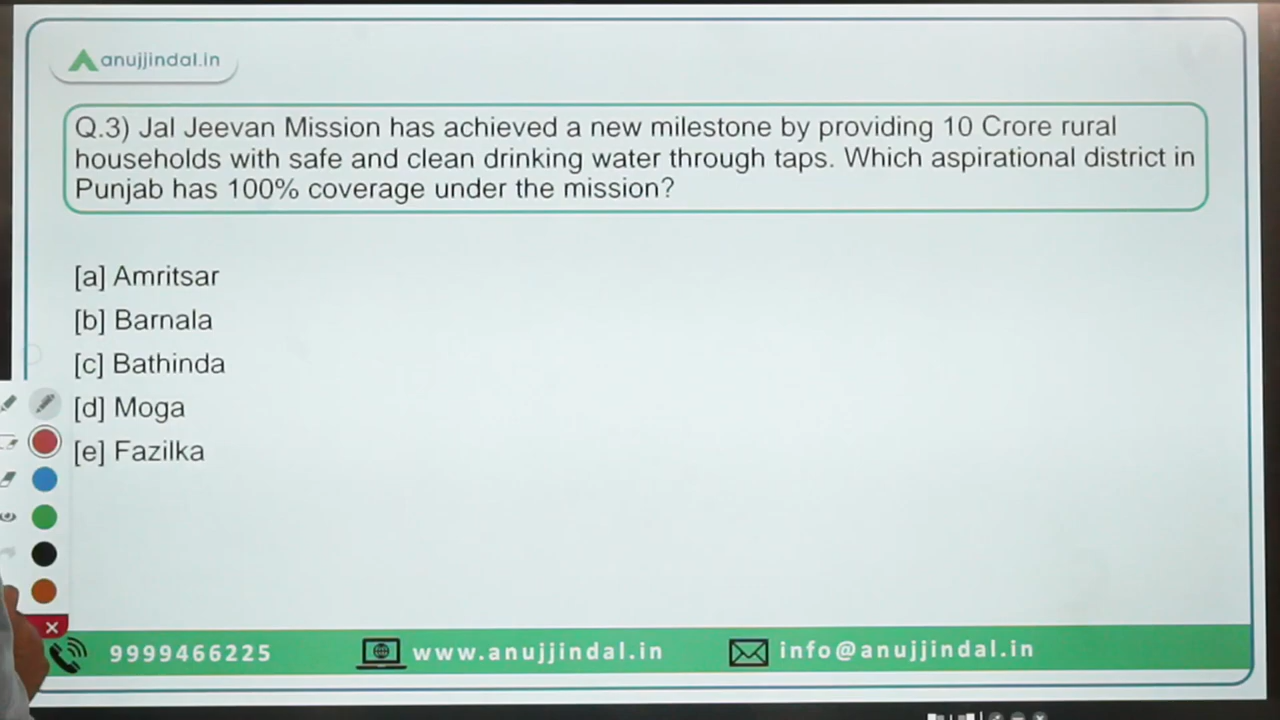 anujjindal.in
Q.3) Jal Jeevan Mission has achieved a new milestone by providing 10 Crore rural
households with safe and clean drinking water through taps. Which aspirational district in
Punjab has 100% coverage under the mission?
[a] Amritsar
[b] Barnala
[c] Bathinda
[d] Moga
[e] Fazilka
9999466225
www.anujjindal.in
info@anujjindal.in